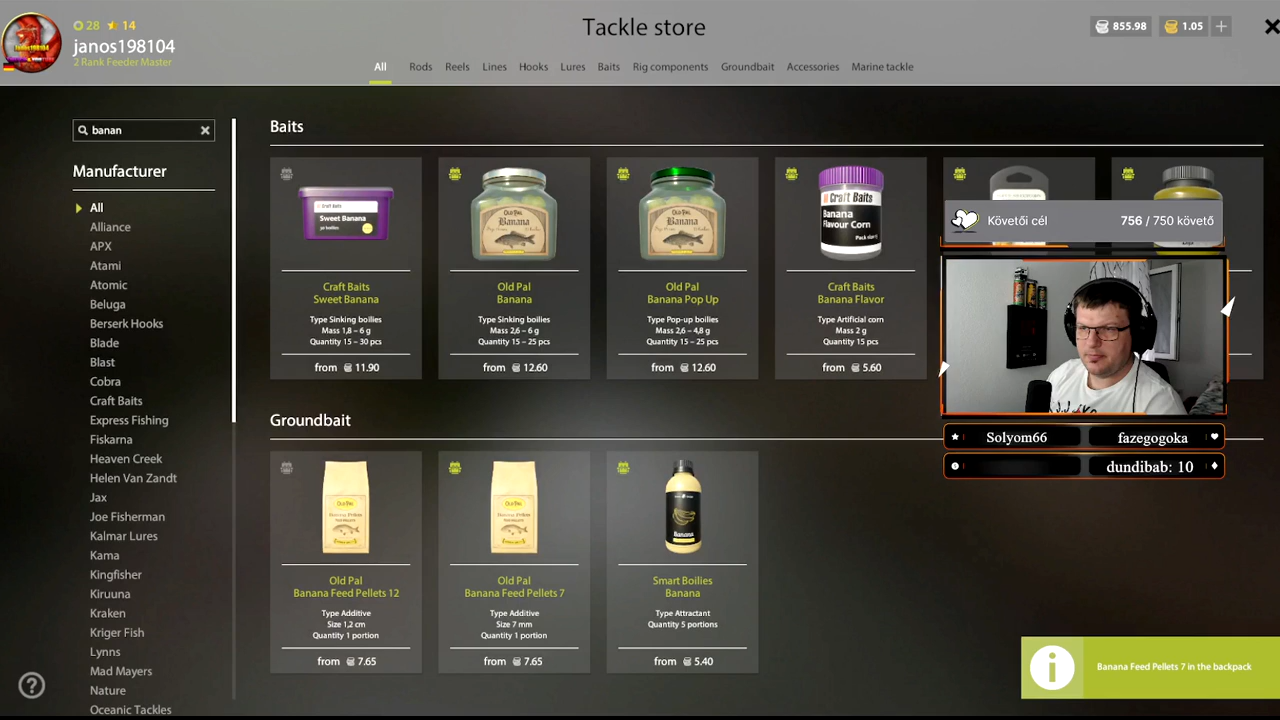 28 14
janos198104
2 Rank Feeder Master
Tackle store
855.98 1.05
All Rods Reels Lines Hooks Lures Baits Rig components Groundbait Accessories Marine tackle
banan
Manufacturer
All
Alliance
APX
Atami
Atomic
Beluga
Berserk Hooks
Blade
Blast
Cobra
Craft Baits
Express Fishing
Fiskarna
Heaven Creek
Helen Van Zandt
Jax
Joe Fisherman
Kalmar Lures
Kama
Kingfisher
Kiruuna
Kraken
Kriger Fish
Lynns
Mad Mayers
Nature
Oceanic Tackles
Baits
Craft Baits
Sweet Banana
Craft Baits
Sweet Banana
Type Sinking boilies
Mass 1,8 – 6 g
Quantity 15 – 30 pcs
from 11.90
Banana
Old Pal
Banana
Type Sinking boilies
Mass 2,6 – 6 g
Quantity 15 – 25 pcs
from 12.60
Banana
Old Pal
Banana Pop Up
Type Pop-up boilies
Mass 2,6 – 4,8 g
Quantity 15 – 25 pcs
from 12.60
Craft Baits
Banana
Flavour Corn
Craft Baits
Banana Flavor
Type Artificial corn
Mass 2 g
Quantity 15 pcs
from 5.60
Követői cél 756 / 750 követő
Solyom66 fazegogoka
dundibab: 10
Groundbait
Old Pal
Banana Feed Pellets 12
Type Additive
Size 1,2 cm
Quantity 1 portion
from 7.65
Old Pal
Banana Feed Pellets 7
Type Additive
Size 7 mm
Quantity 1 portion
from 7.65
Banana
Smart Boilies
Banana
Type Attractant
Quantity 5 portions
from 5.40
Banana Feed Pellets 7 in the backpack